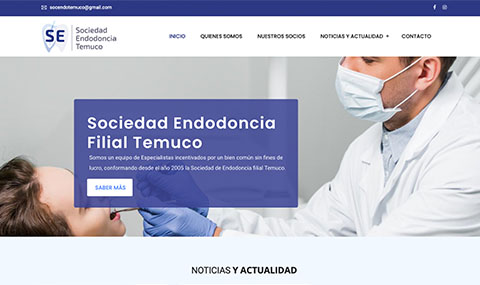 socendotemuco@gmail.com
SE
Sociedad
Endodoncia
Temuco
INICIO QUIENES SOMOS NUESTROS SOCIOS NOTICIAS Y ACTUALIDAD CONTACTO
Sociedad Endodoncia
Filial Temuco
Somos un equipo de Especialistas incentivados por un bien común sin fines de
lucro, conformando desde el año 2005 la Sociedad de Endodoncia filial Temuco.
SABER MÁS
NOTICIAS Y ACTUALIDAD